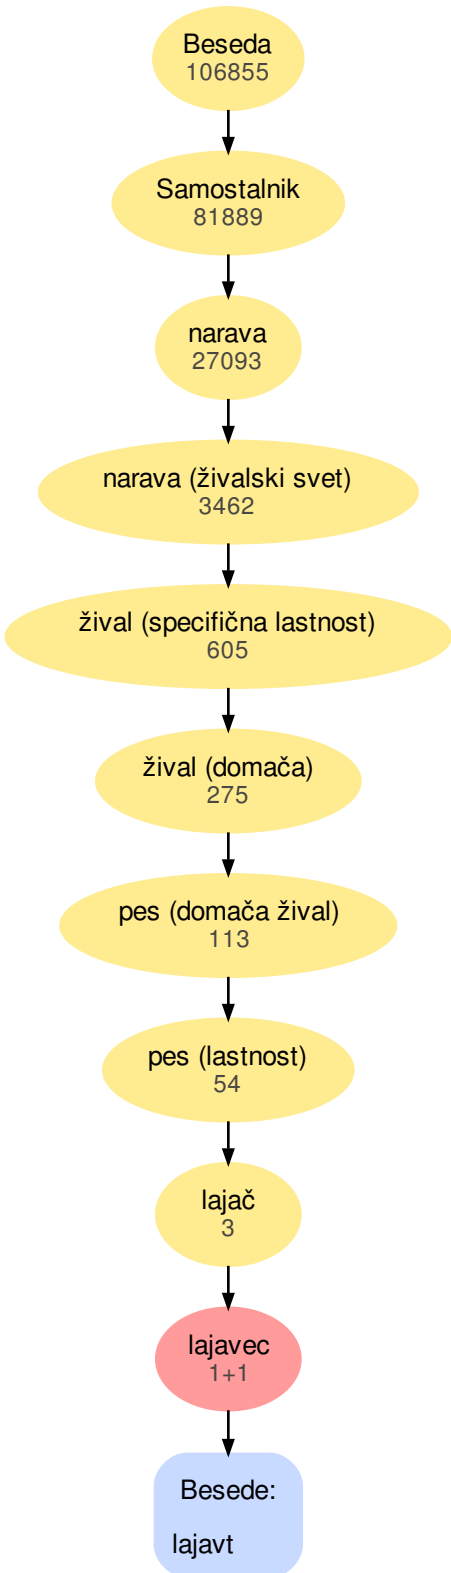 Beseda
106855
Samostalnik
81889
narava
27093
narava (živalski svet)
3462
žival (specifična lastnost)
605
žival (domača)
275
pes (domača žival)
113
pes (lastnost)
54
lajač
3
lajavec
1+1
Besede:
lajavt